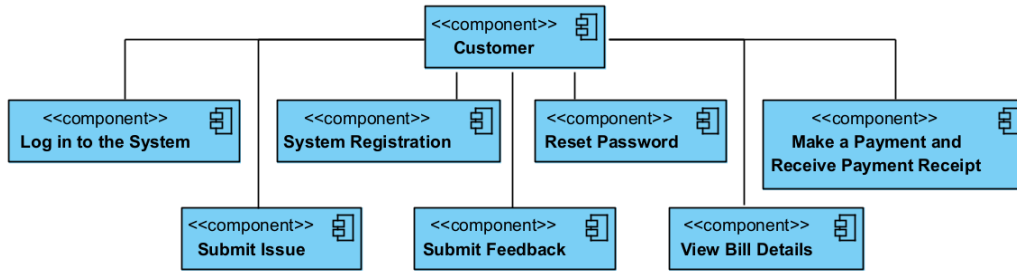 <<component>>
Customer
<<component>>
Log in to the System
<<component>>
System Registration
<<component>>
Reset Password
<<component>>
Make a Payment and
Receive Payment Receipt
<<component>>
Submit Issue
<<component>>
Submit Feedback
<<component>>
View Bill Details